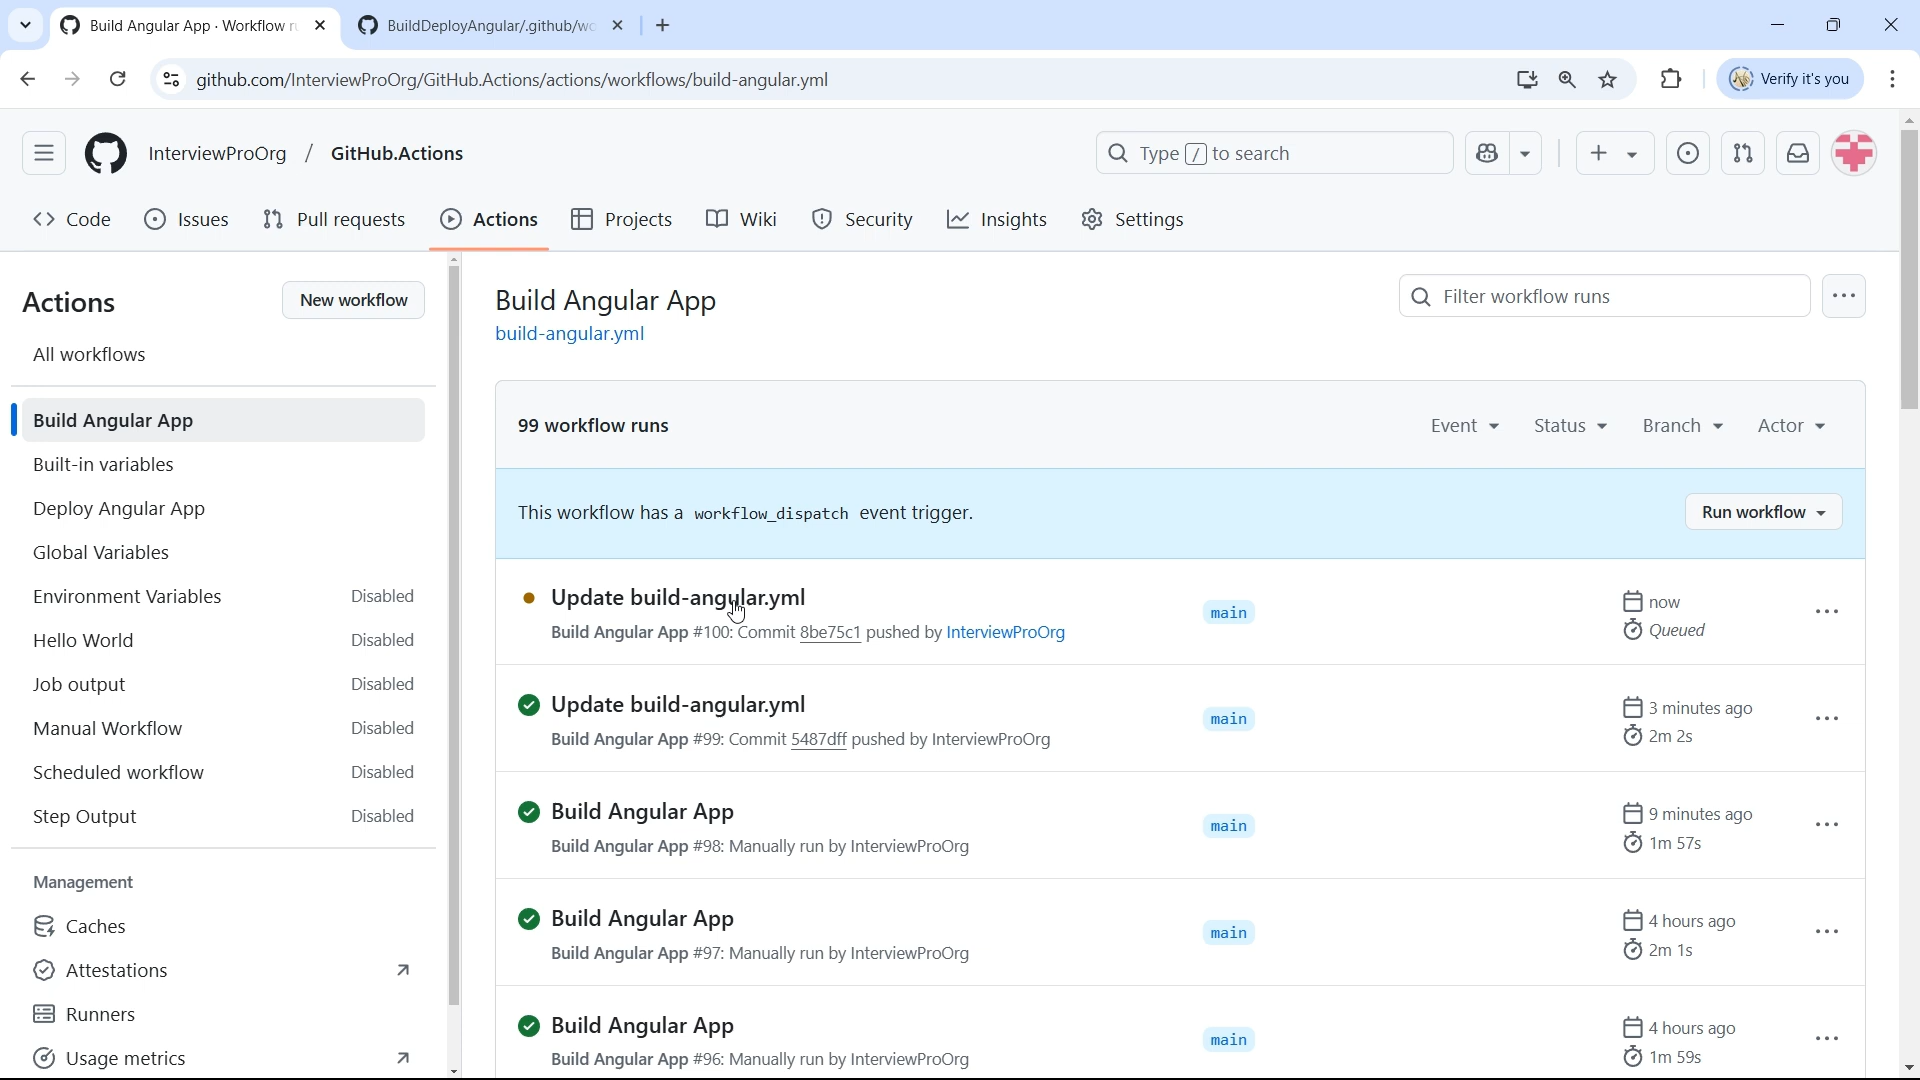 Build Angular App · Workflow r
BuildDeployAngular/.github/wo
github.com/InterviewProOrg/GitHub.Actions/actions/workflows/build-angular.yml
Verify it's you
InterviewProOrg / GitHub.Actions
Type / to search
Code
Issues
Pull requests
Actions
Projects
Wiki
Security
Insights
Settings
Actions
New workflow
All workflows
Build Angular App
Built-in variables
Deploy Angular App
Global Variables
Environment Variables Disabled
Hello World Disabled
Job output Disabled
Manual Workflow Disabled
Scheduled workflow Disabled
Step Output Disabled
Management
Caches
Attestations
Runners
Usage metrics
Build Angular App
build-angular.yml
Filter workflow runs
99 workflow runs
Event
Status
Branch
Actor
This workflow has a workflow_dispatch event trigger.
Run workflow
Update build-angular.yml
Build Angular App #100: Commit 8be75c1 pushed by InterviewProOrg
main
now
Queued
Update build-angular.yml
Build Angular App #99: Commit 5487dff pushed by InterviewProOrg
main
3 minutes ago
2m 2s
Build Angular App
Build Angular App #98: Manually run by InterviewProOrg
main
9 minutes ago
1m 57s
Build Angular App
Build Angular App #97: Manually run by InterviewProOrg
main
4 hours ago
2m 1s
Build Angular App
Build Angular App #96: Manually run by InterviewProOrg
main
4 hours ago
1m 59s